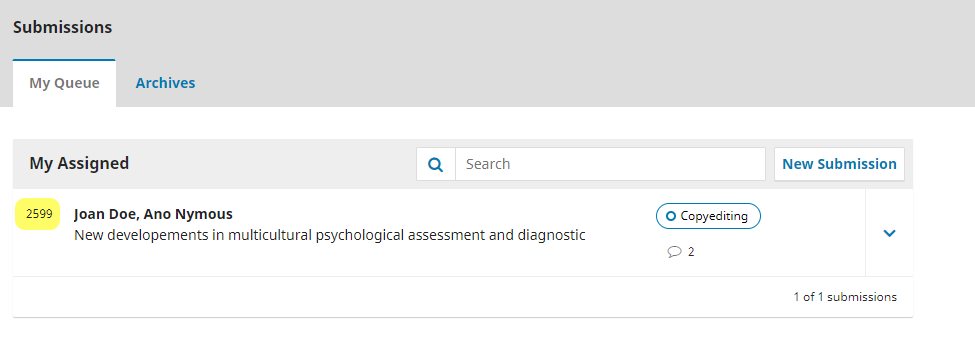 Submissions
My Queue Archives
My Assigned Search New Submission
2599 Joan Doe, Ano Nymous Copyediting
New developements in multicultural psychological assessment and diagnostic
2
1 of 1 submissions